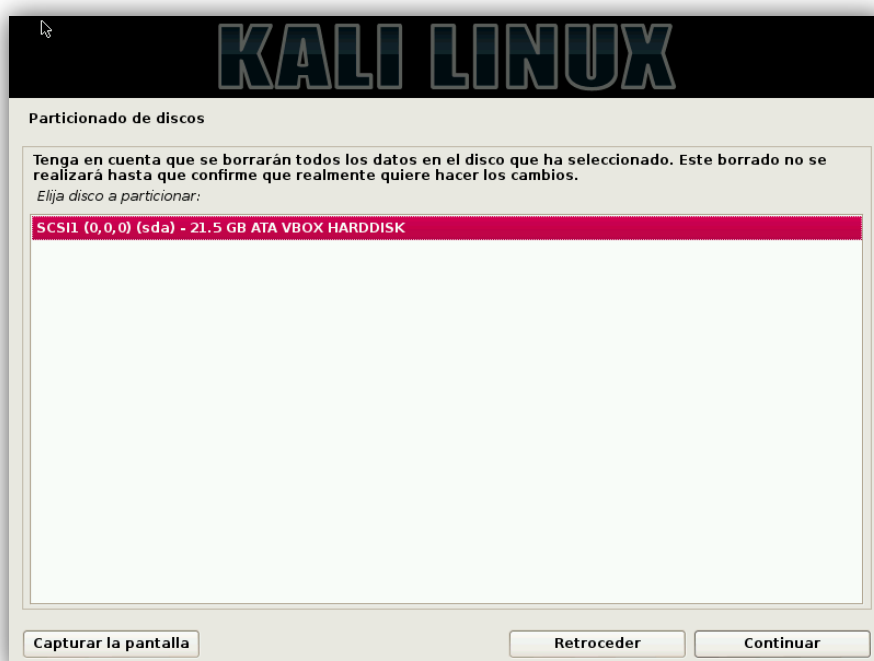 KALI LINUX
Particionado de discos
Tenga en cuenta que se borrarán todos los datos en el disco que ha seleccionado. Este borrado no se
realizará hasta que confirme que realmente quiere hacer los cambios.
Elija disco a particionar:
SCSI1 (0,0,0) (sda) - 21.5 GB ATA VBOX HARDDISK
Capturar la pantalla
Retroceder
Continuar